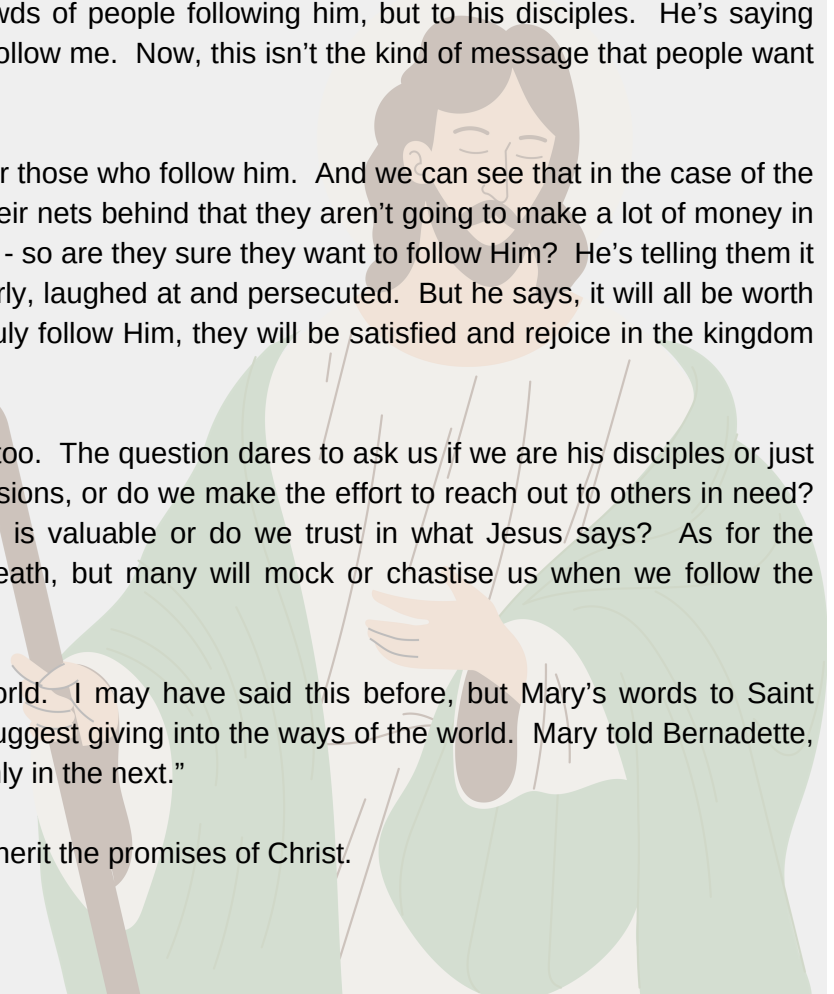 wds of people following him, but to his disciples.  He’s saying
ollow me.  Now, this isn’t the kind of message that people want
r those who follow him.  And we can see that in the case of the
eir nets behind that they aren’t going to make a lot of money in
- so are they sure they want to follow Him?  He’s telling them it
rly, laughed at and persecuted.  But he says, it will all be worth
uly follow Him, they will be satisfied and rejoice in the kingdom
too.  The question dares to ask us if we are his disciples or just
sions, or do we make the effort to reach out to others in need?
is valuable or do we trust in what Jesus says?  As for the
eath, but many will mock or chastise us when we follow the
orld.  I may have said this before, but Mary’s words to Saint
uggest giving into the ways of the world.  Mary told Bernadette,
ly in the next.”
nerit the promises of Christ.